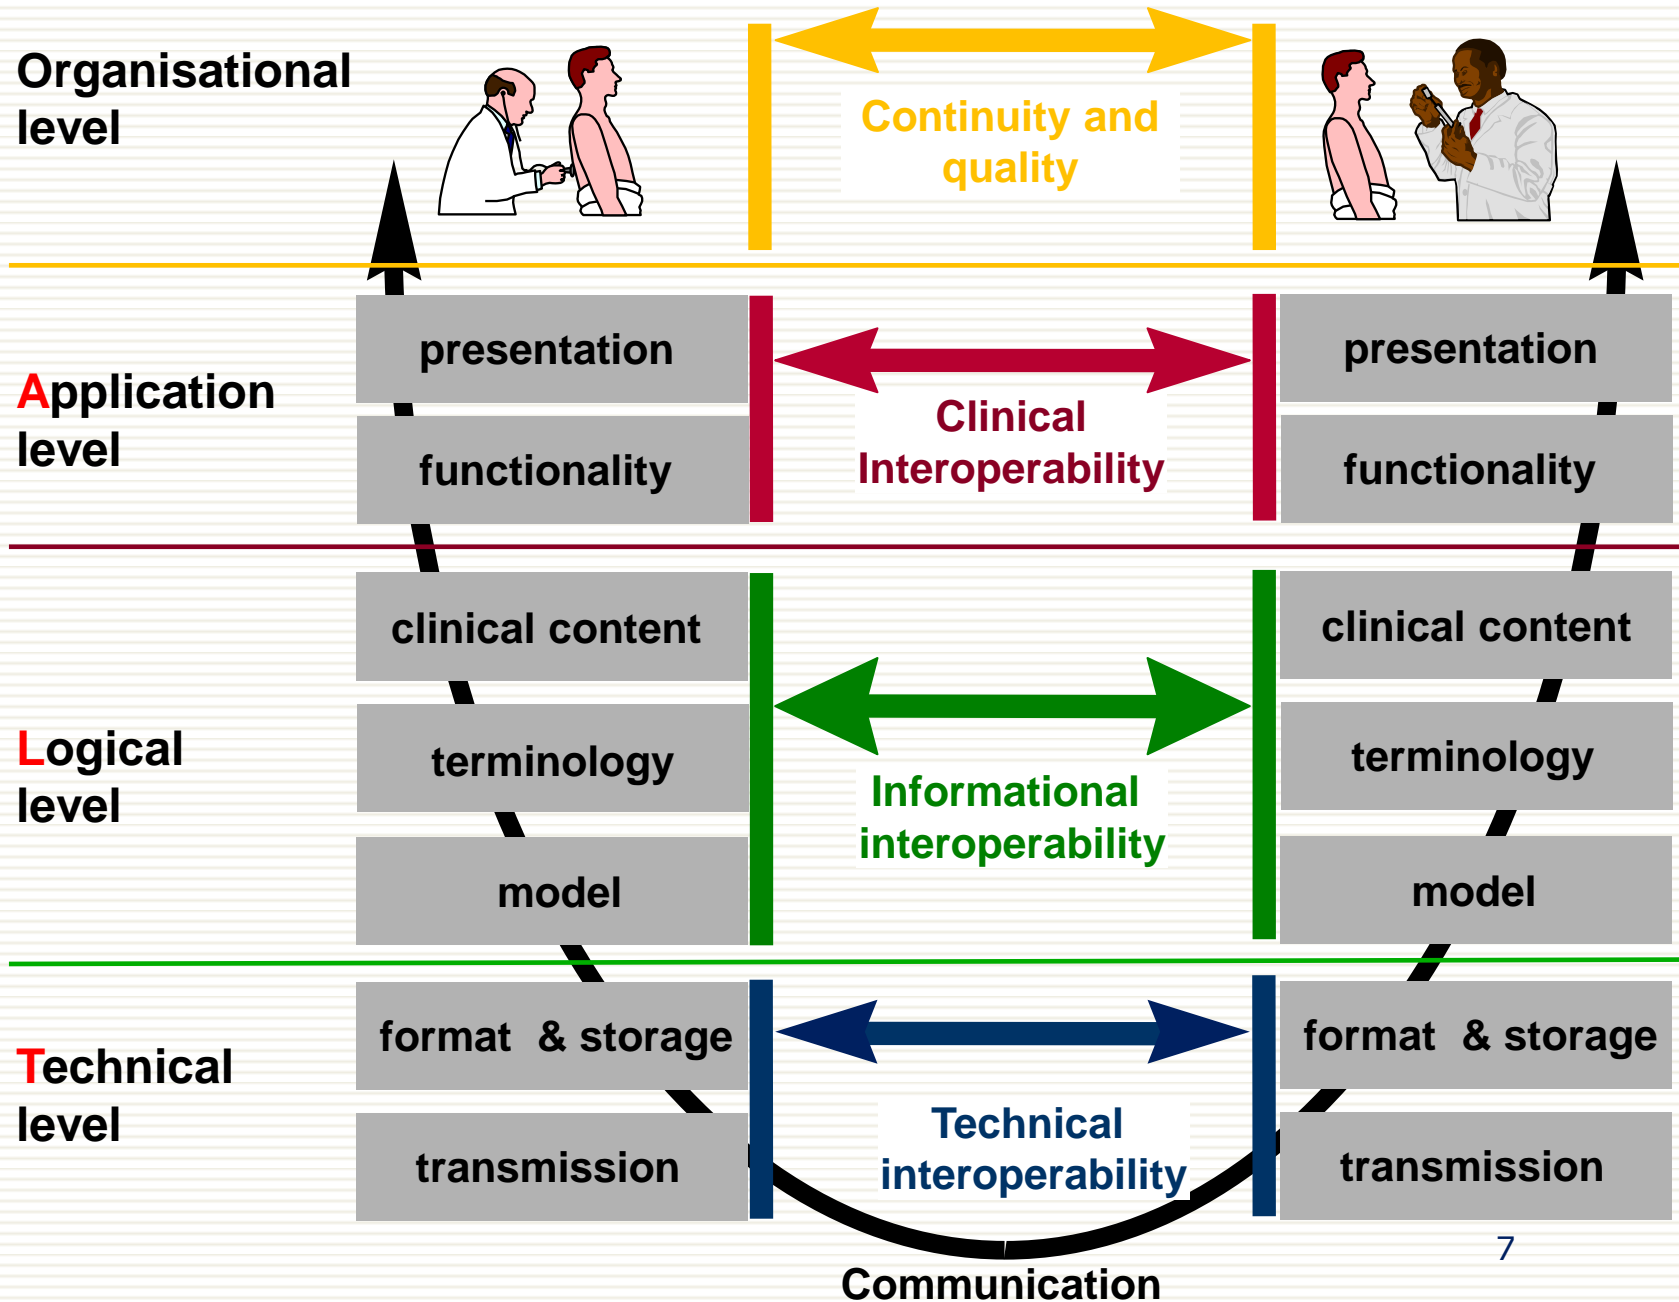 Organisational
level
Continuity and
quality
Application
level
presentation
functionality
Clinical
Interoperability
presentation
functionality
Logical
level
clinical content
terminology
model
Informational
interoperability
clinical content
terminology
model
Technical
level
format & storage
transmission
Technical
interoperability
format & storage
transmission
7
Communication